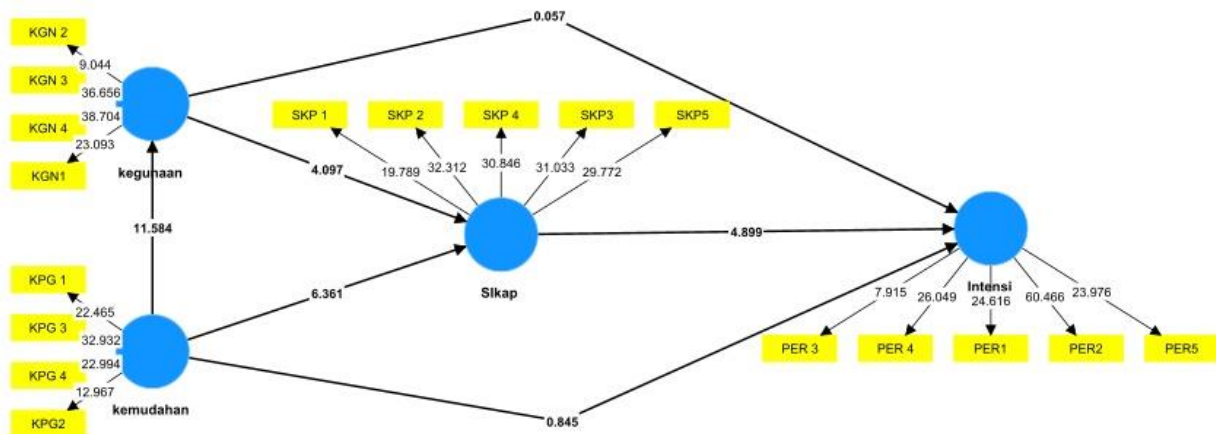 0.057
KGN 2
9.044
KGN 3
36.656
KGN 4
38.704
KGN1
23.093
kegunaan
4.097
11.584
SKP 1
SKP 2
SKP 4
SKP3
SKP5
19.789
32.312
30.846
31.033
29.772
SIkap
4.899
6.361
KPG 1
22.465
KPG 3
32.932
KPG 4
22.994
KPG2
12.967
kemudahan
0.845
Intensi
7.915
26.049
24.616
60.466
23.976
PER 3
PER 4
PER1
PER2
PER5